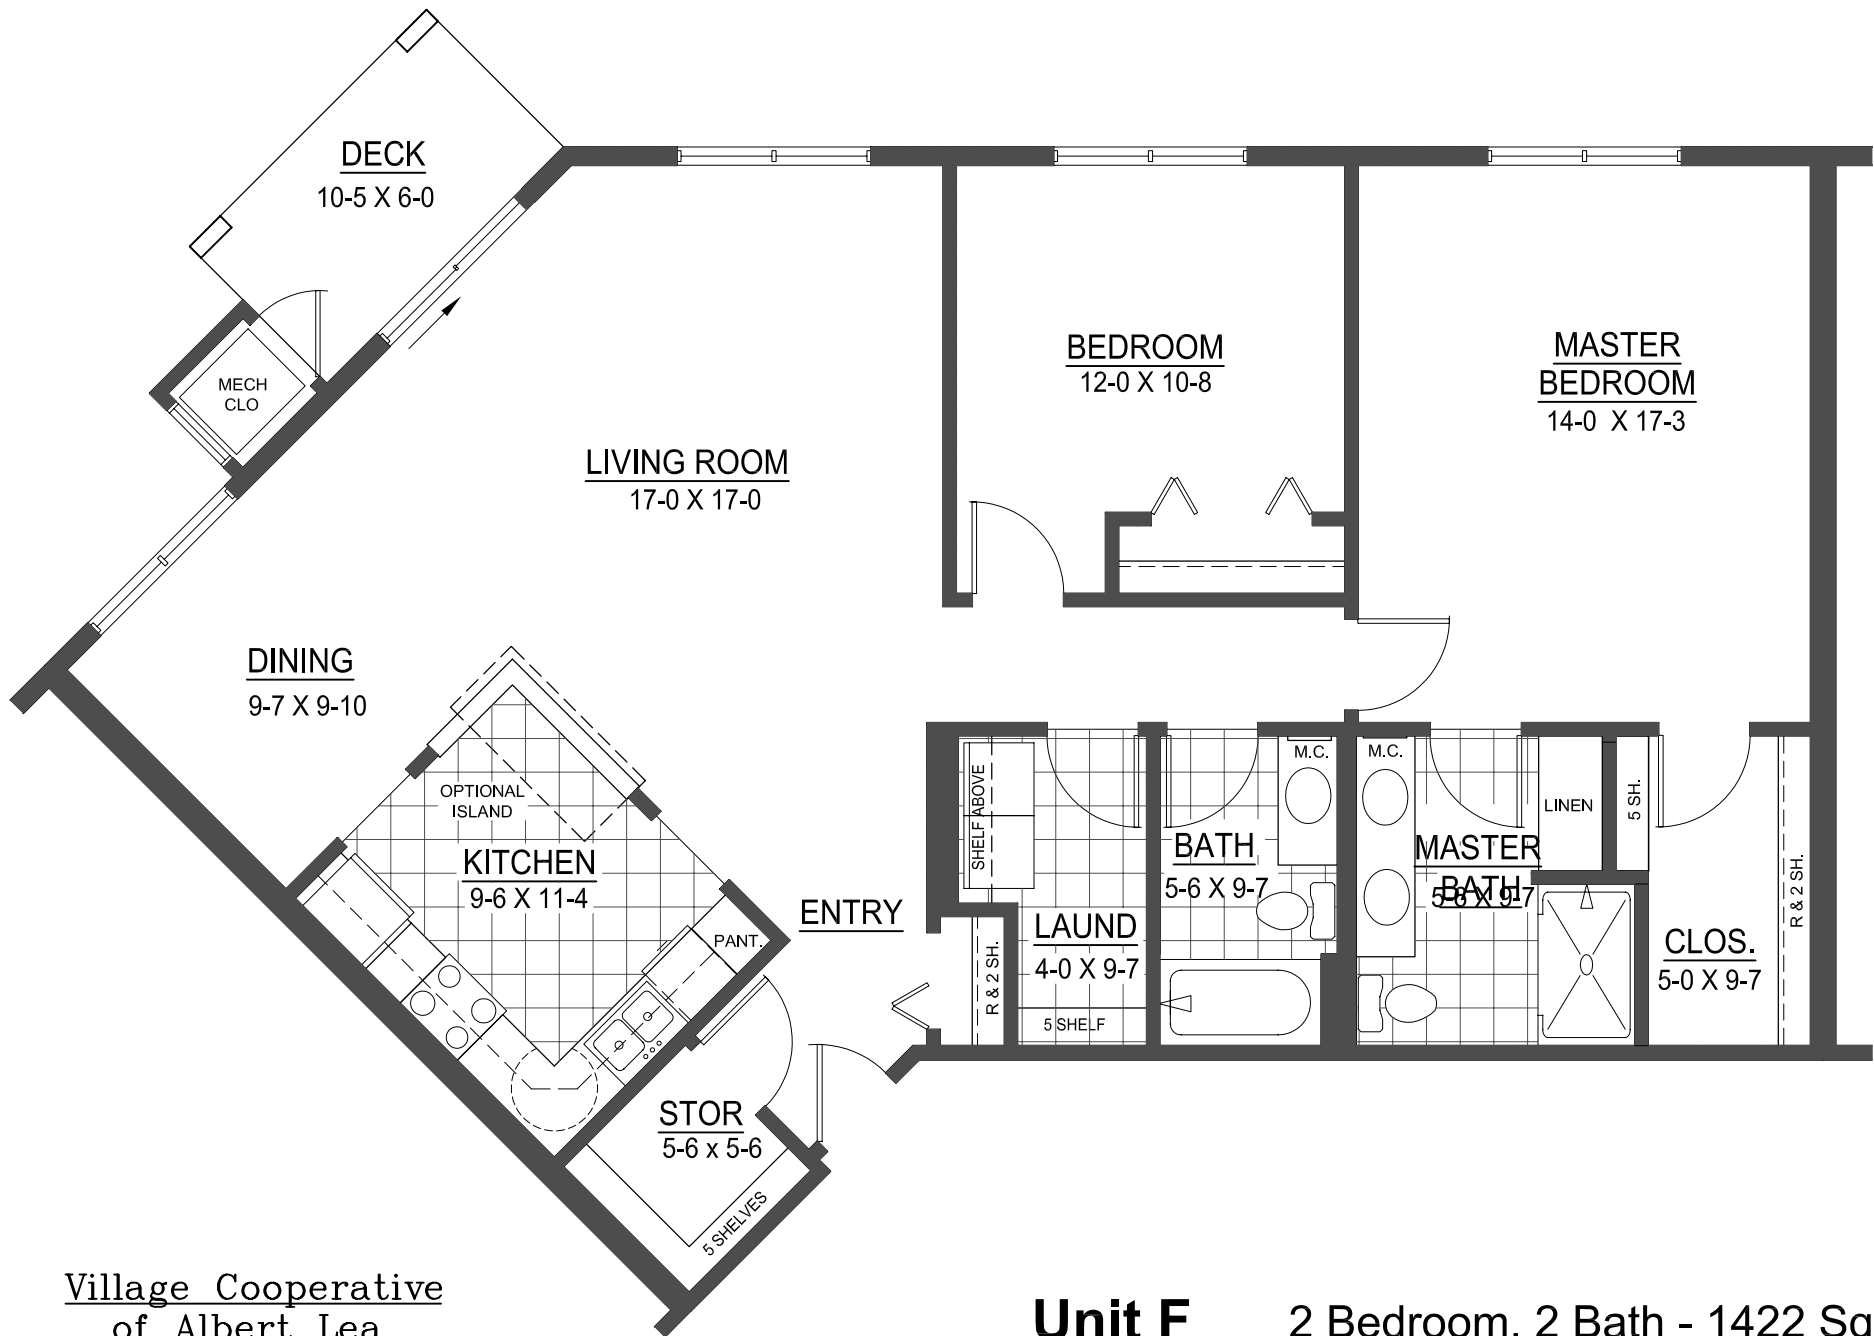 DECK
10-5 X 6-0
MECH
CLO
LIVING ROOM
17-0 X 17-0
BEDROOM
12-0 X 10-8
MASTER
BEDROOM
14-0 X 17-3
DINING
9-7 X 9-10
OPTIONAL
ISLAND
KITCHEN
9-6 X 11-4
PANT.
ENTRY
STOR
5-6 x 5-6
5 SHELVES
SHELF ABOVE
R & 2 SH.
LAUND
4-0 X 9-7
5 SHELF
M.C.
BATH
5-6 X 9-7
M.C.
MASTER
BATH
X 9-7
LINEN
5 SH.
CLOS.
5-0 X 9-7
R & 2 SH.
Village Cooperative
of Albert Lea
Unit F
2 Bedroom, 2 Bath - 1422 Sq